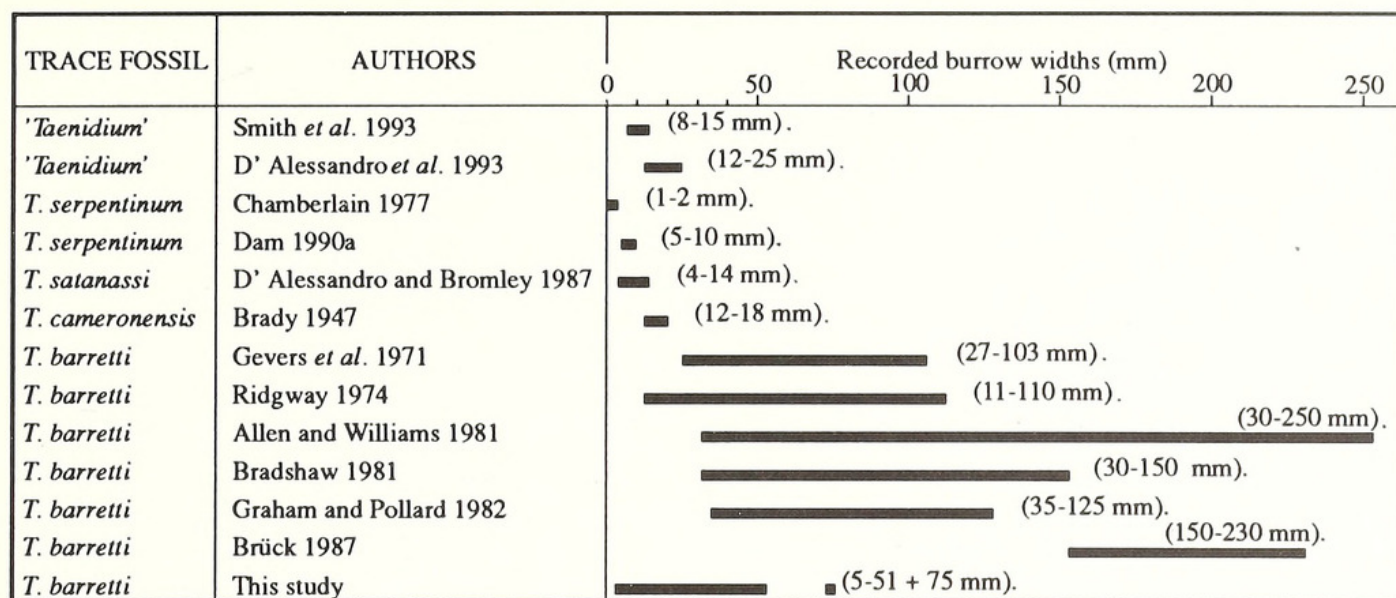 TRACE FOSSIL AUTHORS Recorded burrow widths (mm)
0 50 100 150 200 250
'Taenidium' Smith et al. 1993 (8-15 mm).
'Taenidium' D' Alessandro et al. 1993 (12-25 mm).
T. serpentinum Chamberlain 1977 (1-2 mm).
T. serpentinum Dam 1990a (5-10 mm).
T. satanassi D' Alessandro and Bromley 1987 (4-14 mm).
T. cameronensis Brady 1947 (12-18 mm).
T. barretti Gevers et al. 1971 (27-103 mm).
T. barretti Ridgway 1974 (11-110 mm).
T. barretti Allen and Williams 1981 (30-250 mm).
T. barretti Bradshaw 1981 (30-150 mm).
T. barretti Graham and Pollard 1982 (35-125 mm).
T. barretti Brück 1987 (150-230 mm).
T. barretti This study (5-51 + 75 mm).